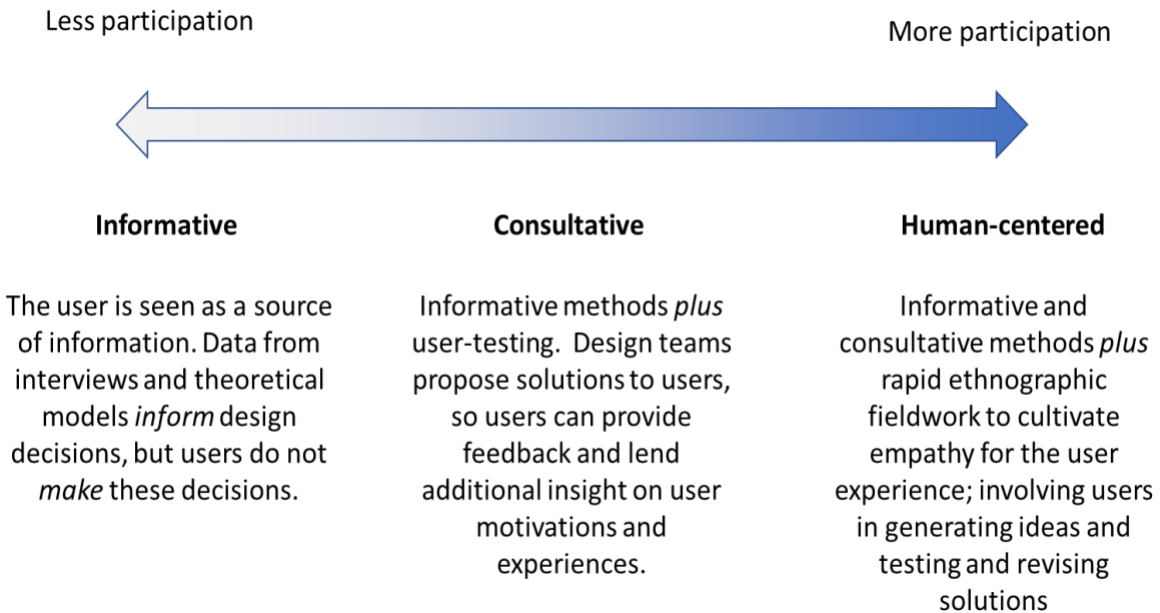 Less participation
More participation
Informative
The user is seen as a source
of information. Data from
interviews and theoretical
models inform design
decisions, but users do not
make these decisions.
Consultative
Informative methods plus
user-testing.  Design teams
propose solutions to users,
so users can provide
feedback and lend
additional insight on user
motivations and
experiences.
Human-centered
Informative and
consultative methods plus
rapid ethnographic
fieldwork to cultivate
empathy for the user
experience; involving users
in generating ideas and
testing and revising
solutions